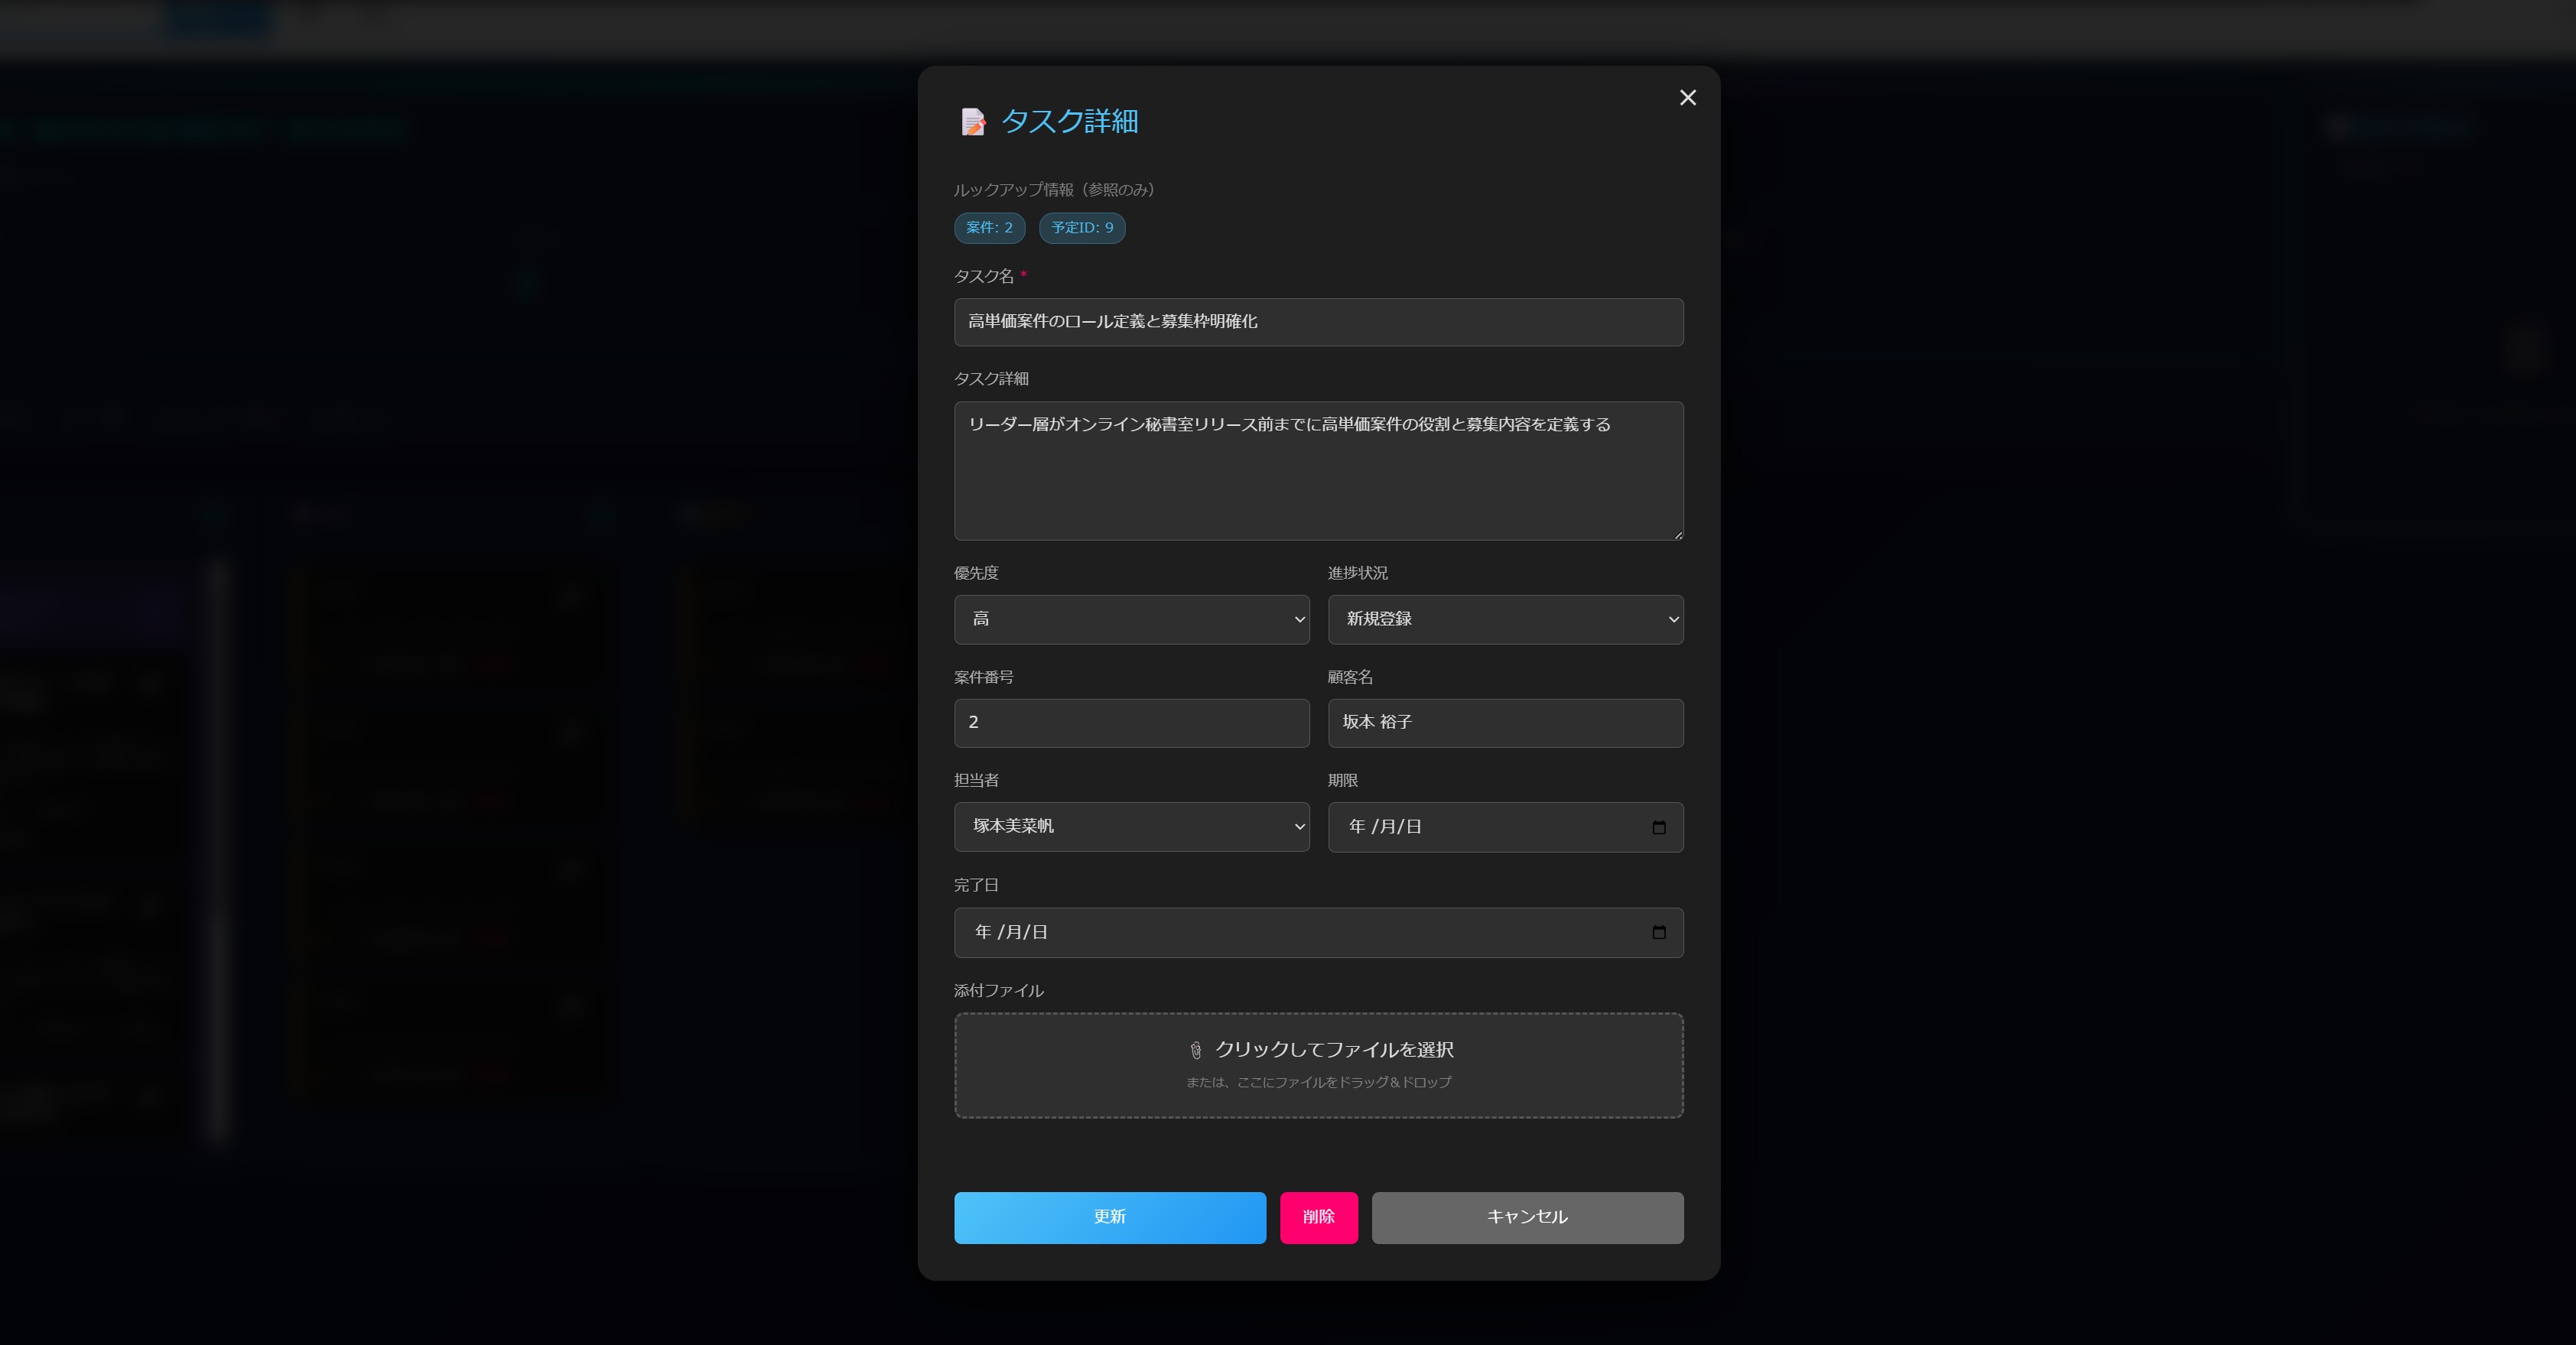 タスク詳細
ルックアップ情報（参照のみ）
案件: 2
予定ID: 9
タスク名 *
高単価案件のロール定義と募集枠明確化
タスク詳細
リーダー層がオンライン秘書室リリース前までに高単価案件の役割と募集内容を定義する
優先度
進捗状況
高
新規登録
案件番号
顧客名
2
坂本 裕子
担当者
期限
塚本美菜帆
年 /月/日
完了日
年 /月/日
添付ファイル
クリックしてファイルを選択
または、ここにファイルをドラッグ＆ドロップ
更新
削除
キャンセル